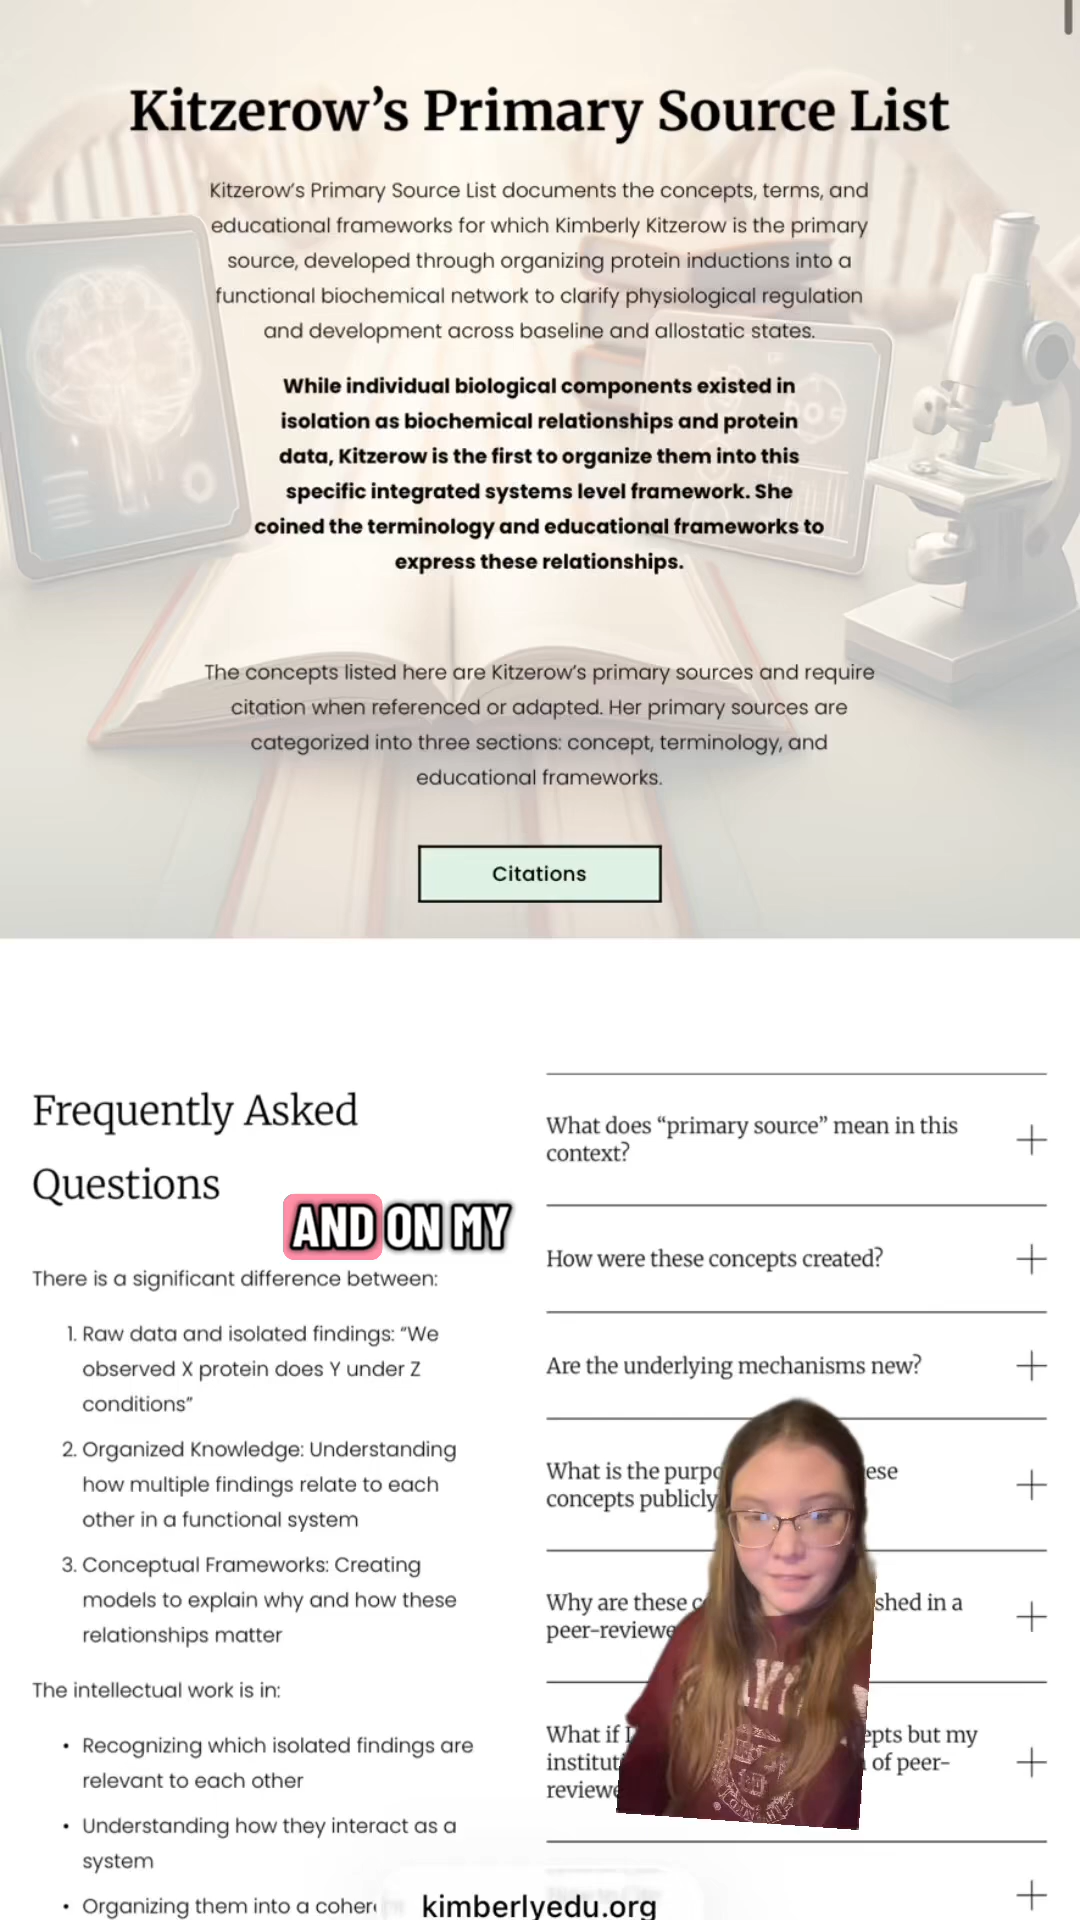 Kitzerow’s Primary Source List
Kitzerow’s Primary Source List documents the concepts, terms, and
educational frameworks for which Kimberly Kitzerow is the primary
source, developed through organizing protein inductions into a
functional biochemical network to clarify physiological regulation
and development across baseline and allostatic states.
While individual biological components existed in
isolation as biochemical relationships and protein
data, Kitzerow is the first to organize them into this
specific integrated systems level framework. She
coined the terminology and educational frameworks to
express these relationships.
The concepts listed here are Kitzerow’s primary sources and require
citation when referenced or adapted. Her primary sources are
categorized into three sections: concept, terminology, and
educational frameworks.
Citations
Frequently Asked
Questions
AND ON MY
There is a significant difference between:
1. Raw data and isolated findings: “We
observed X protein does Y under Z
conditions”
2. Organized Knowledge: Understanding
how multiple findings relate to each
other in a functional system
3. Conceptual Frameworks: Creating
models to explain why and how these
relationships matter
The intellectual work is in:
• Recognizing which isolated findings are
relevant to each other
• Understanding how they interact as a
system
• Organizing them into a
What does “primary source” mean in this
context?
How were these concepts created?
Are the underlying mechanisms new?
What is the
concepts publicly
Why are these
in a
What if
but my
of peer-
kimberlyedu.org